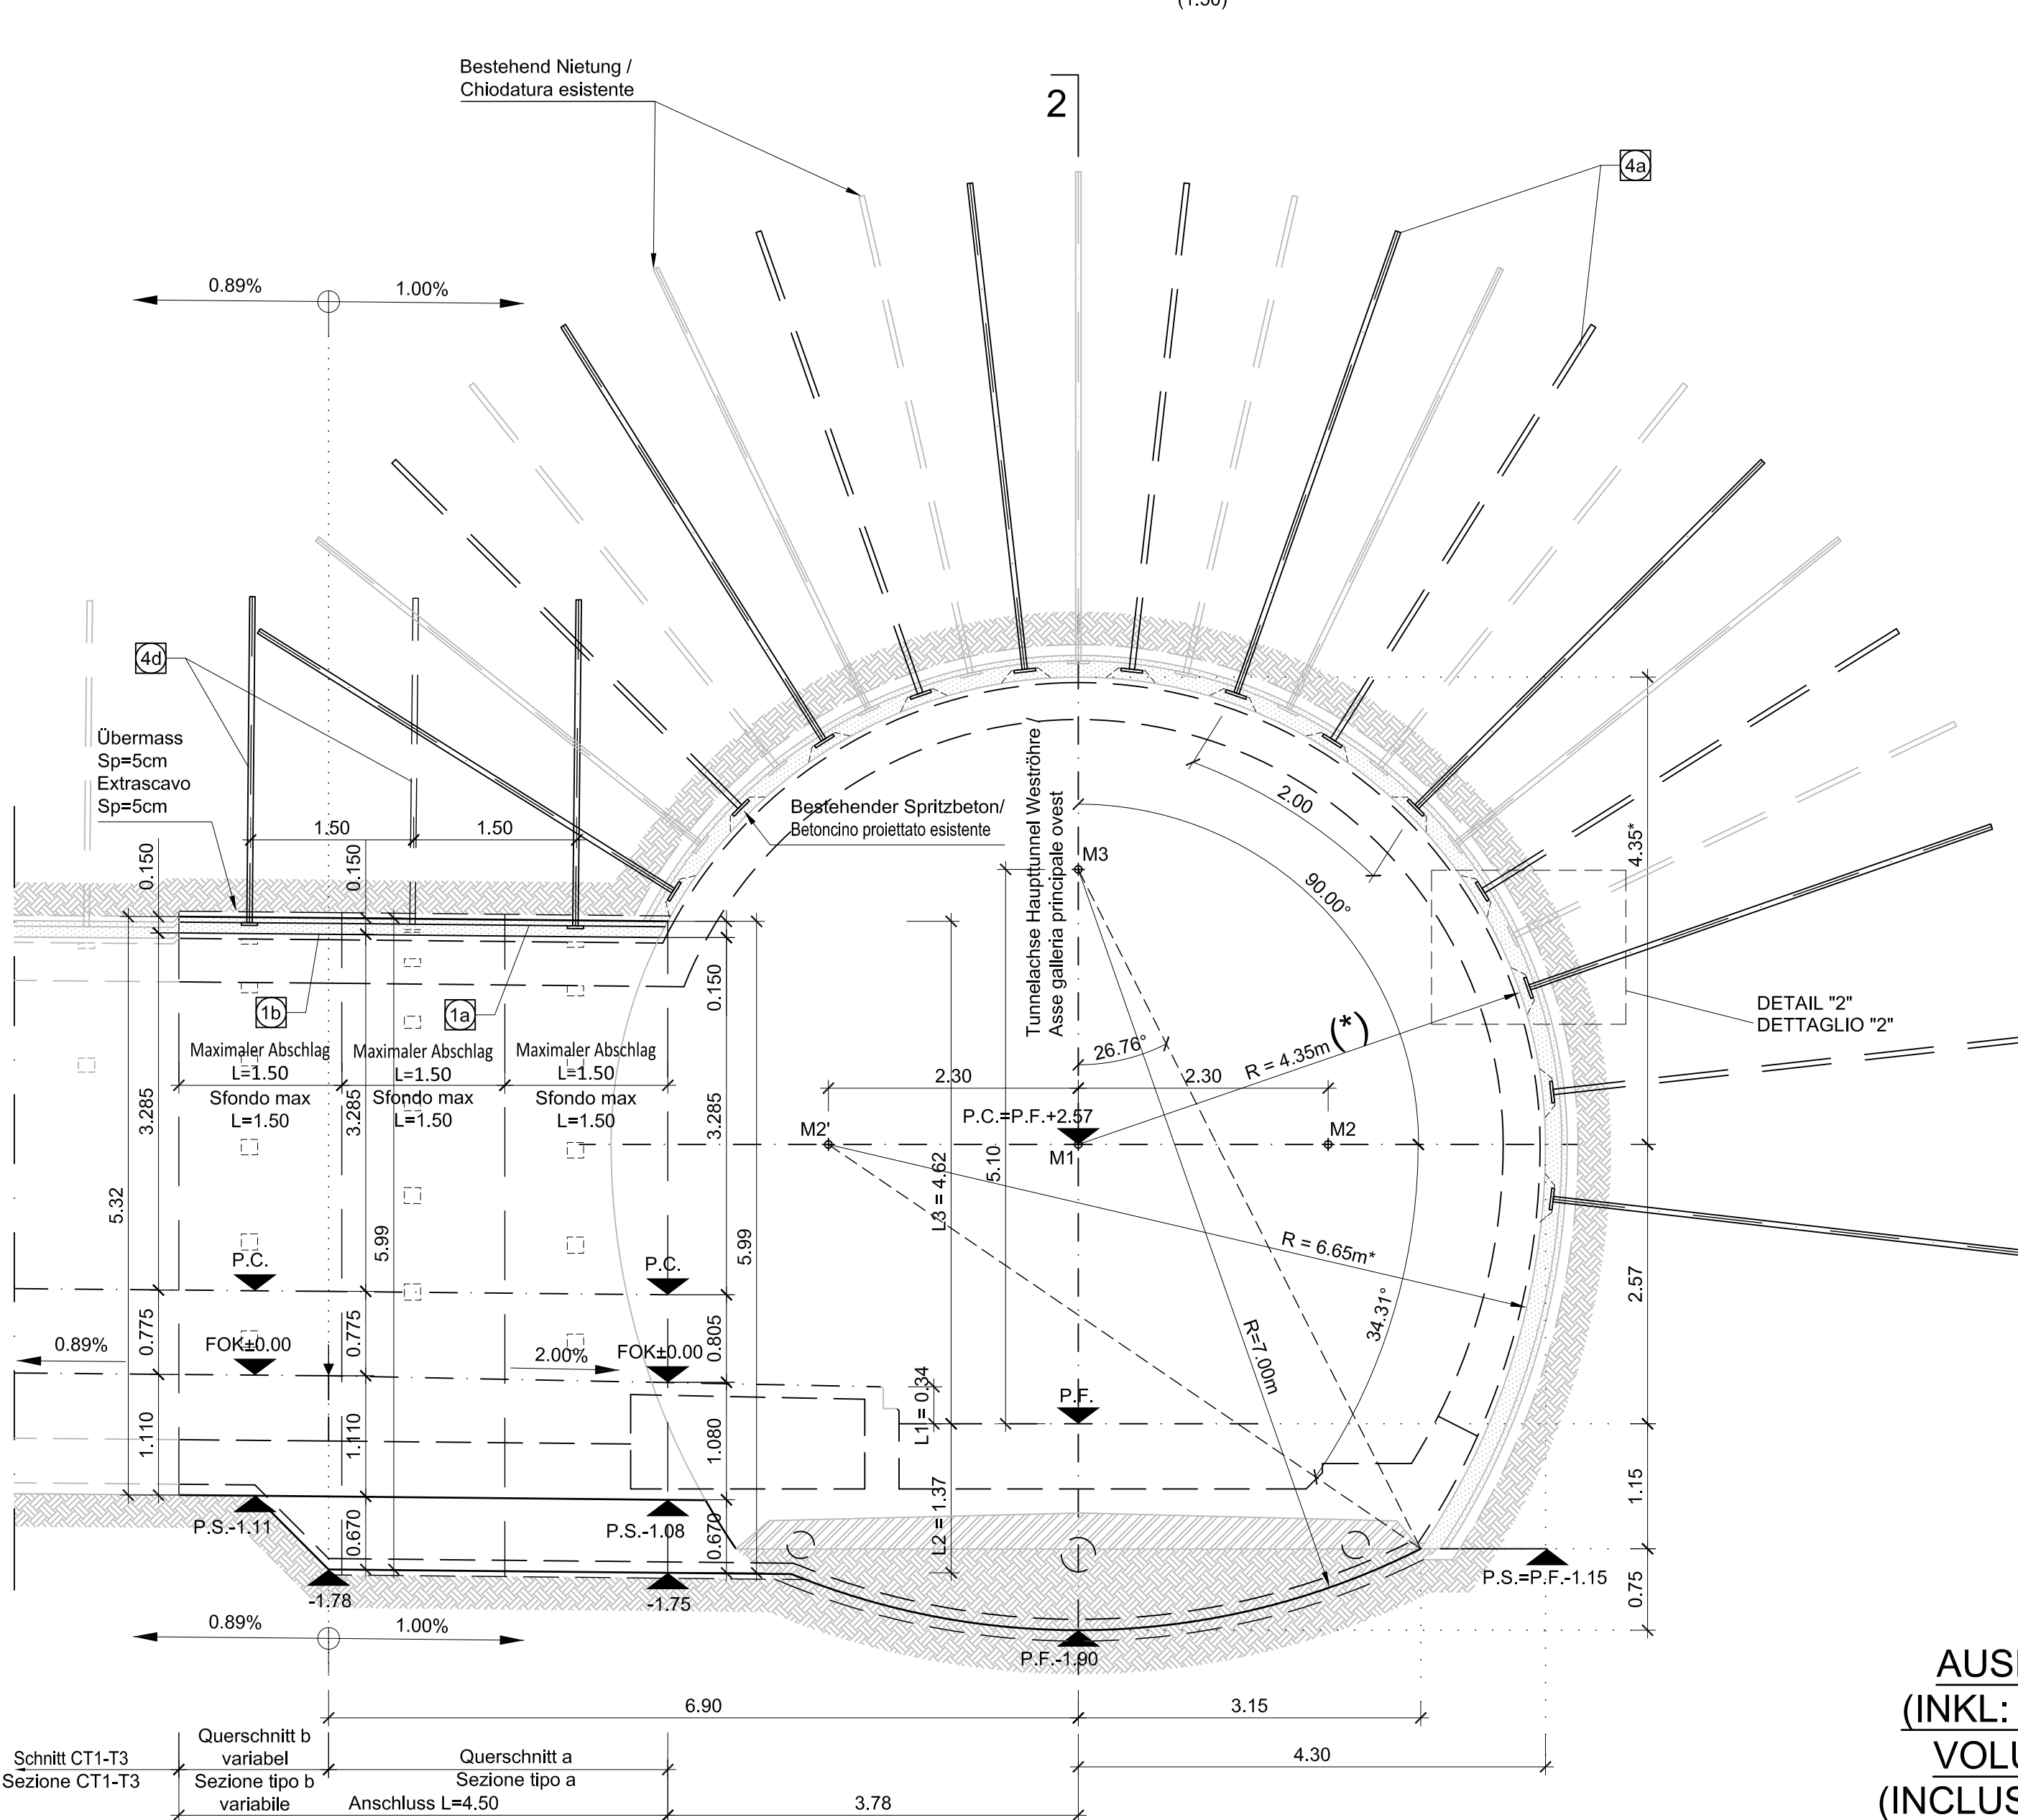 Bestehend Nietung /
Chiodatura esistente
2
4a
0.89%
1.00%
4d
Übermass
Sp=5cm
Extrascavo
Sp=5cm
1.50
1.50
0.150
0.150
Bestehender Spritzbeton/
Betoncino proiettato esistente
Tunnelachse Haupttunnel Weströhre
Asse galleria principale ovest
2.00
M3
90.00°
4.35*
0.150
1b
1a
DETAIL "2"
DETTAGLIO "2"
Maximaler Abschlag
L=1.50
Sfondo max
L=1.50
Maximaler Abschlag
L=1.50
Sfondo max
L=1.50
Maximaler Abschlag
L=1.50
Sfondo max
L=1.50
26.76°
R = 4.35m (*)
2.30
2.30
P.C.=P.F.+2.57
3.285
3.285
3.285
M2'
M1
M2
5.32
5.99
5.99
L3 = 4.62
5.10
R = 6.65m*
P.C.
P.C.
2.57
34.31°
R=7.00m
0.775
0.775
0.805
0.89%
FOK±0.00
2.00%
FOK±0.00
L1= 0.34
P.F.
1.110
1.110
1.080
L2 = 1.37
1.15
P.S.-1.11
P.S.-1.08
0.670
0.670
P.S.=P.F.-1.15
0.75
-1.78
-1.75
0.89%
1.00%
P.F.-1.90
6.90
3.15
Schnitt CT1-T3
Sezione CT1-T3
Querschnitt b
variabel
Sezione tipo b
variabile
Querschnitt a
Sezione tipo a
4.30
Anschluss L=4.50
3.78
(INKL:
VOLU
(INCLUS